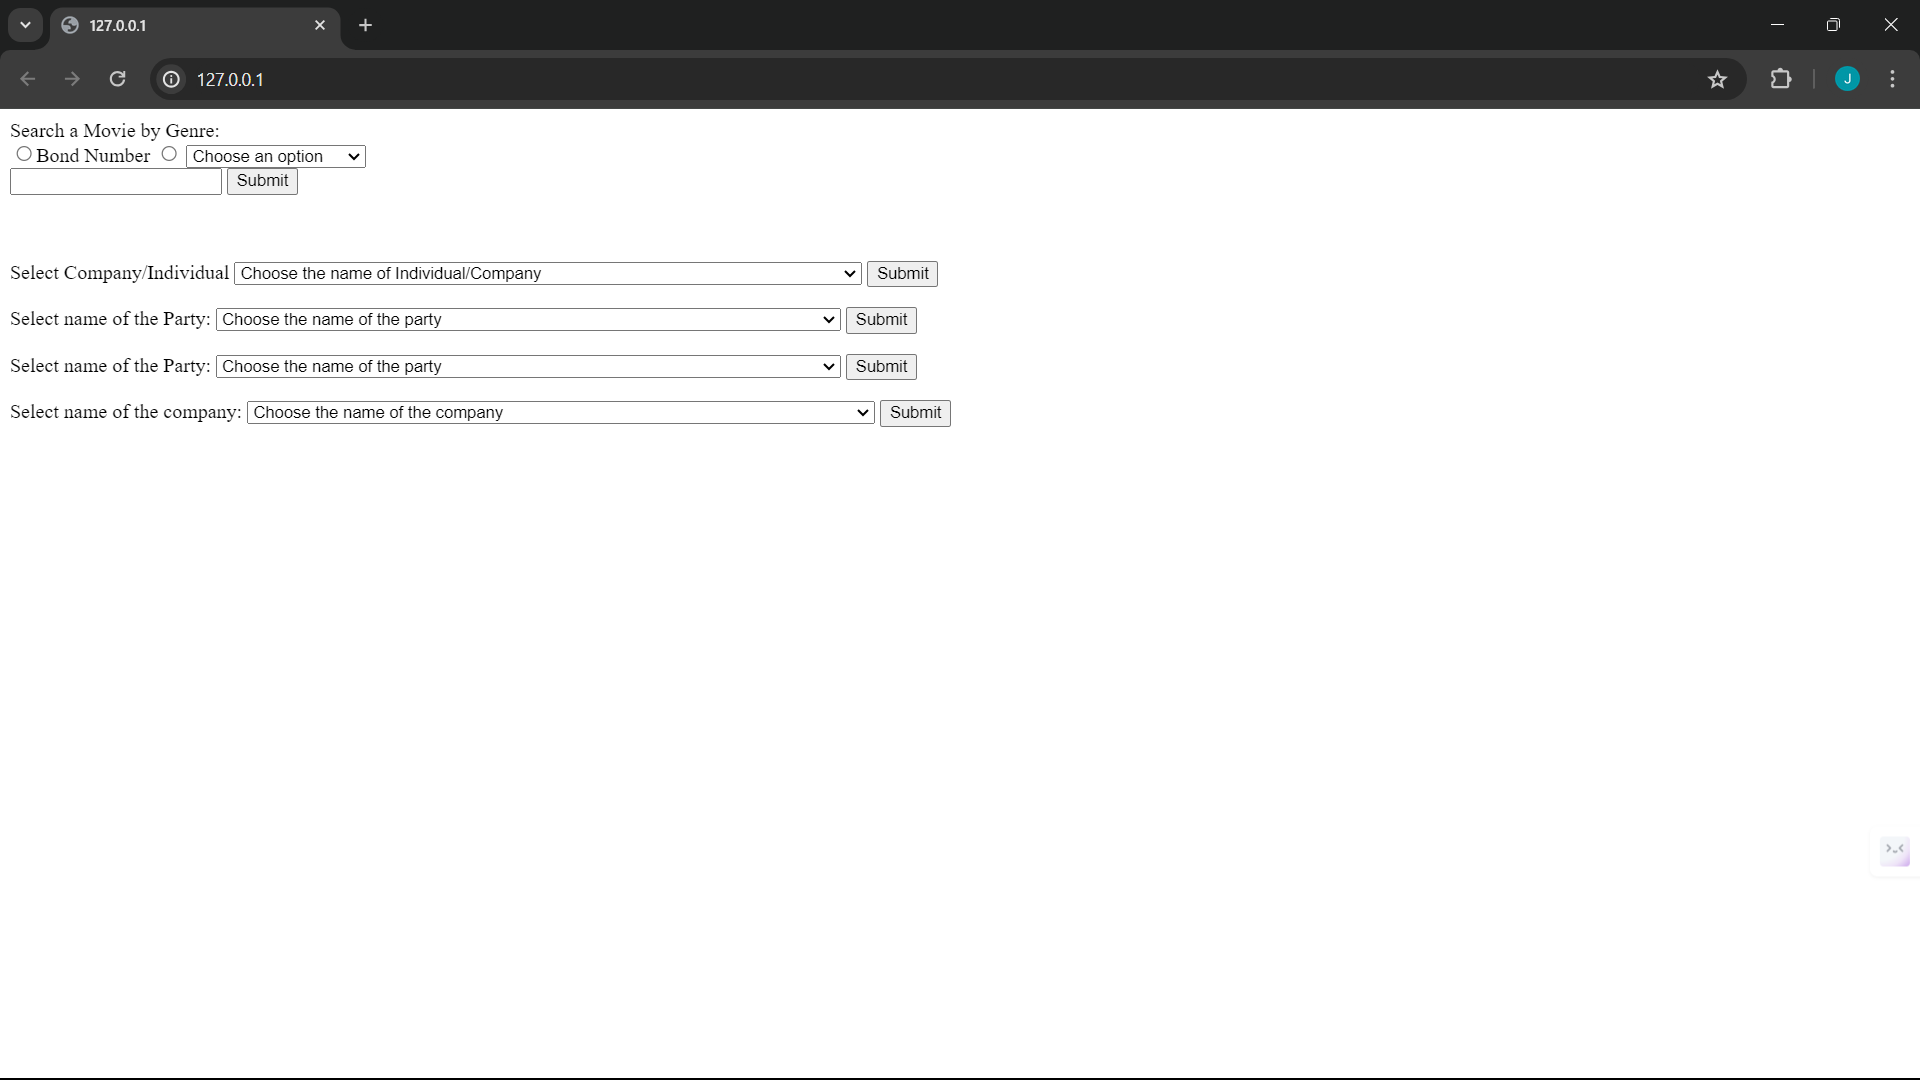 127.0.0.1
127.0.0.1
J
Search a Movie by Genre:
Bond Number Choose an option
Submit
Select Company/Individual Choose the name of Individual/Company Submit
Select name of the Party: Choose the name of the party Submit
Select name of the Party: Choose the name of the party Submit
Select name of the company: Choose the name of the company Submit